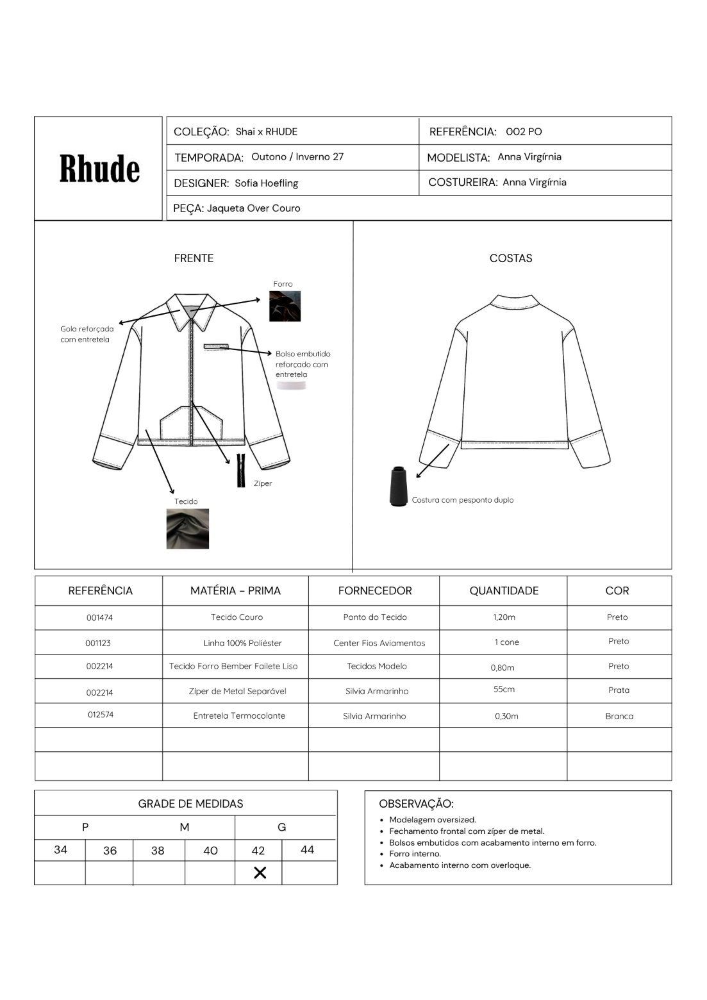 Rhude
COLEÇÃO: Shai x RHUDE
REFERÊNCIA: 002 PO
TEMPORADA: Outono / Inverno 27
MODELISTA: Anna Virgírnia
DESIGNER: Sofia Hoefling
COSTUREIRA: Anna Virgírnia
PEÇA: Jaqueta Over Couro
FRENTE
Forro
Gola reforçada
com entretela
Bolso embutido
reforçado com
entretela
Zíper
Tecido
COSTAS
Costura com pesponto duplo
REFERÊNCIA MATÉRIA - PRIMA FORNECEDOR QUANTIDADE COR
001474 Tecido Couro Ponto do Tecido 1,20m Preto
001123 Linha 100% Poliéster Center Fios Aviamentos 1 cone Preto
002214 Tecido Forro Bember Failete Liso Tecidos Modelo 0,80m Preto
002214 Zíper de Metal Separável Silvia Armarinho 55cm Prata
012574 Entretela Termocolante Silvia Armarinho 0,30m Branca
GRADE DE MEDIDAS
P M G
34 36 38 40 42 44
X
OBSERVAÇÃO:
• Modelagem oversized.
• Fechamento frontal com zíper de metal.
• Bolsos embutidos com acabamento interno em forro.
• Forro interno.
• Acabamento interno com overloque.